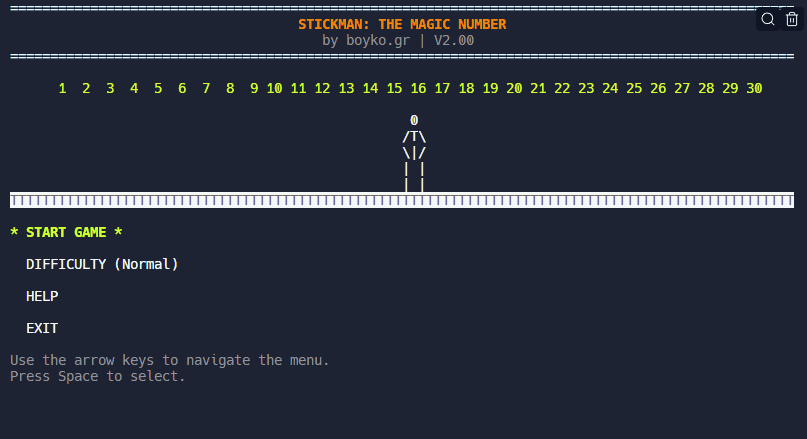 STICKMAN: THE MAGIC NUMBER
by boyko.gr | V2.00
1 2 3 4 5 6 7 8 9 10 11 12 13 14 15 16 17 18 19 20 21 22 23 24 25 26 27 28 29 30
* START GAME *
DIFFICULTY (Normal)
HELP
EXIT
Use the arrow keys to navigate the menu.
Press Space to select.